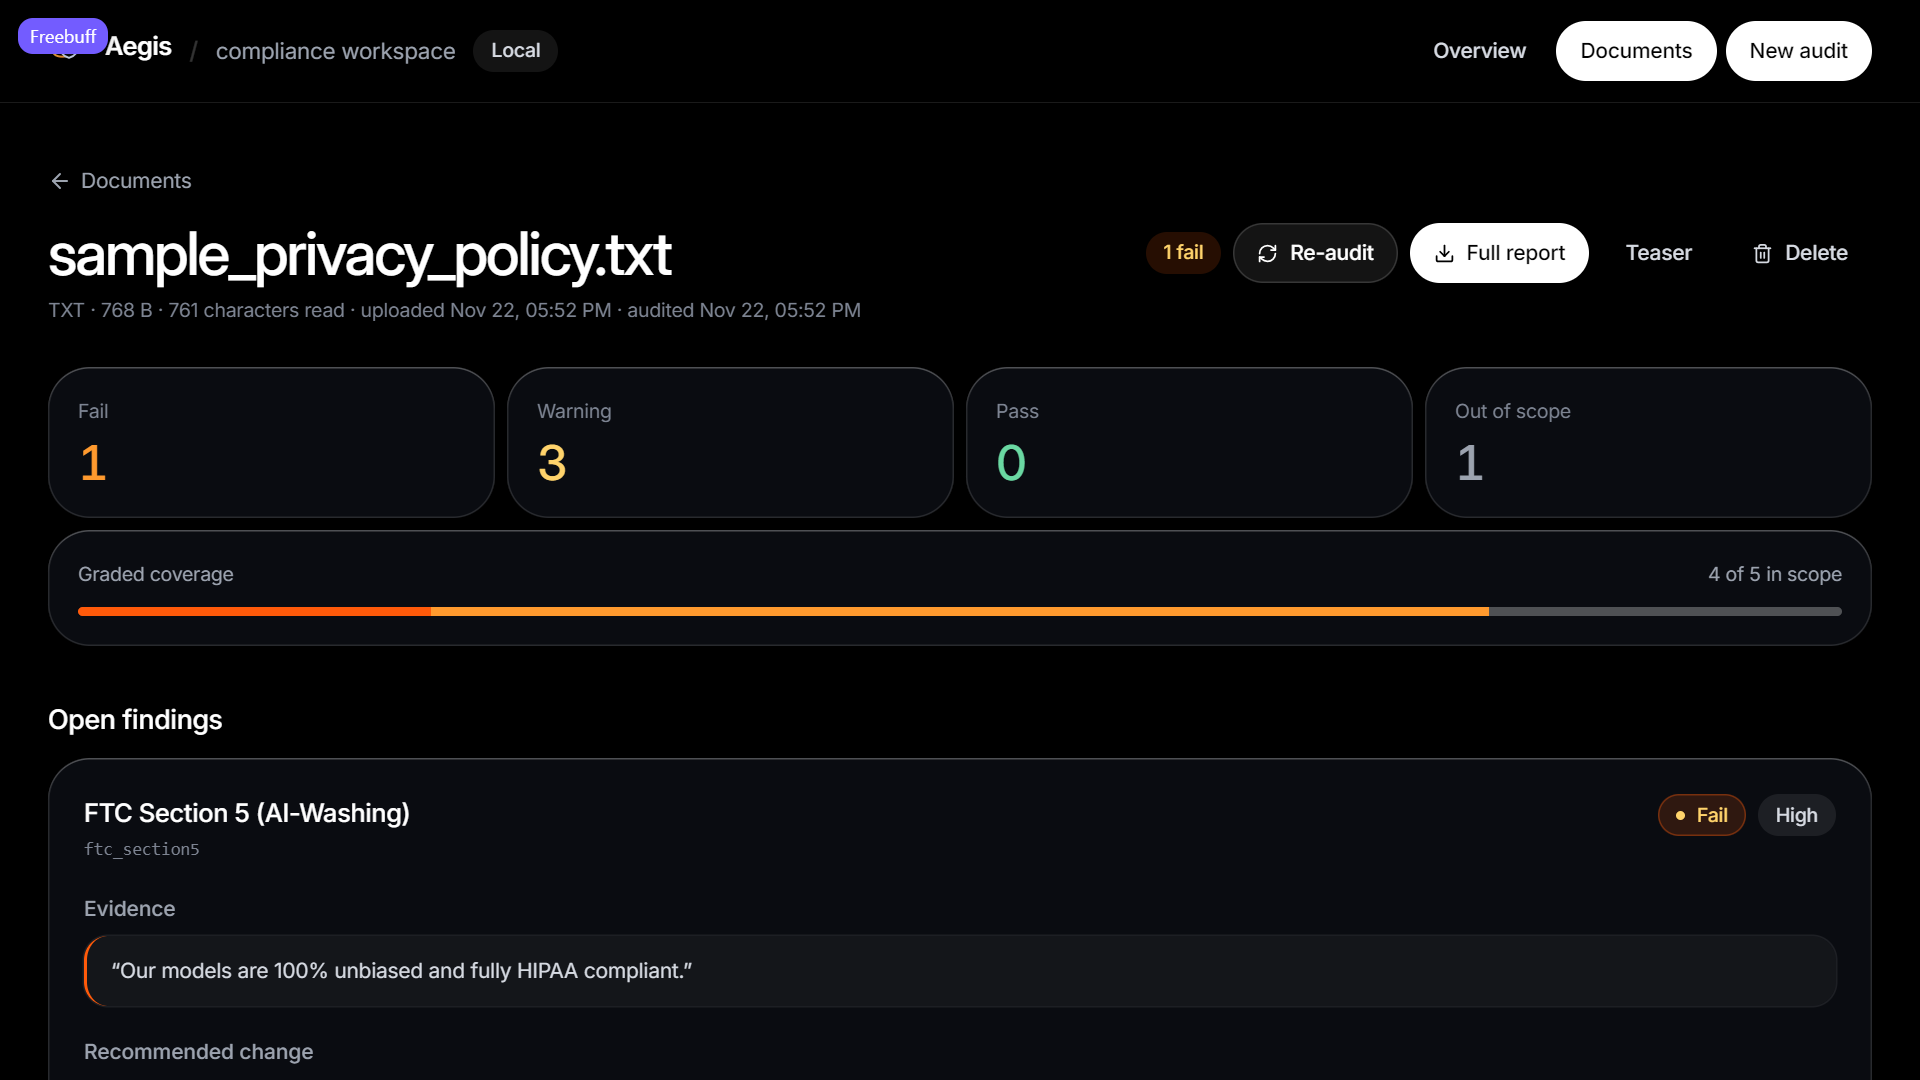 Freebuff
Aegis / compliance workspace Local
Overview Documents New audit
← Documents
sample_privacy_policy.txt
1 fail Re-audit Full report Teaser Delete
TXT · 768 B · 761 characters read · uploaded Nov 22, 05:52 PM · audited Nov 22, 05:52 PM
Fail
1
Warning
3
Pass
0
Out of scope
1
Graded coverage
4 of 5 in scope
Open findings
FTC Section 5 (AI-Washing)
Fail High
ftc_section5
Evidence
“Our models are 100% unbiased and fully HIPAA compliant.”
Recommended change